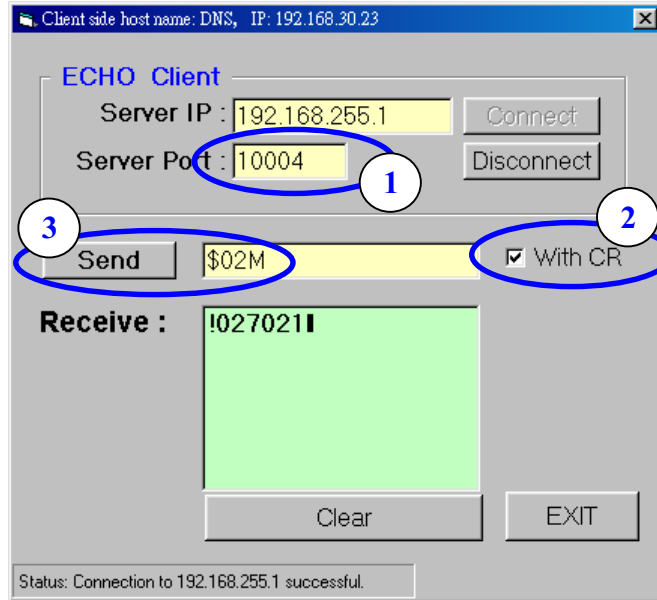 Client side host name: DNS,   IP: 192.168.30.23
ECHO  Client
Server IP : 192.168.255.1 Connect
Server Port : 10004 Disconnect
1
2
3
Send $02M With CR
Receive : !027021
Clear EXIT
Status: Connection to 192.168.255.1 successful.